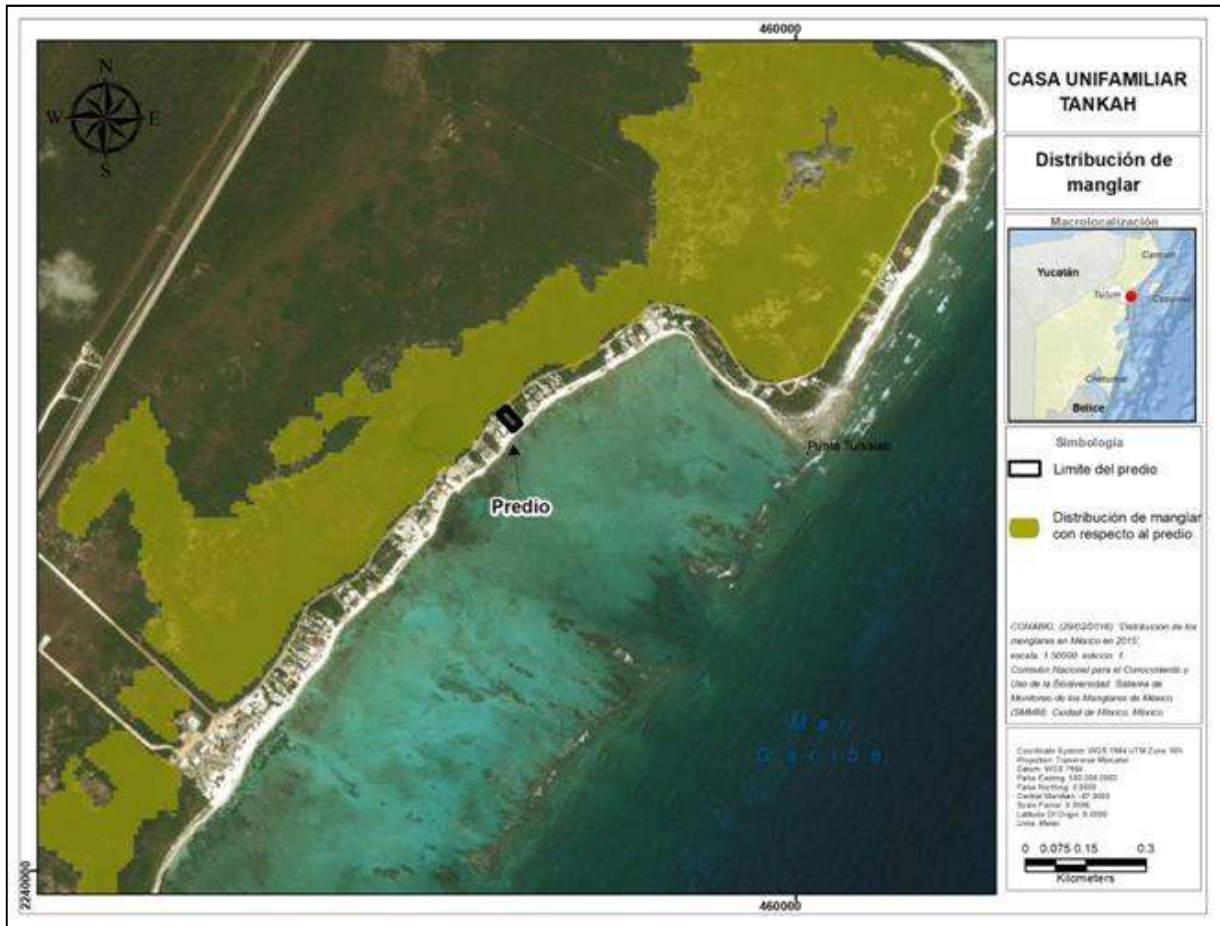 460000
N
W
E
S
CASA UNIFAMILIAR
TANKAH
Distribución de
manglar
Macrolocalización
Yucatán
Cancun
Tulum
Cozumel
Chetumal
Belice
Simbología
Limite del predio
Distribución de manglar
con respecto al predio
Predio
Punta Tulsayab
Mar
Caribe
CONABIO, (29/02/2016). 'Distribución de los
manglares en México en 2015',
escala: 1:50000. edición: 1.
Comisión Nacional para el Conocimiento y
Uso de la Biodiversidad. Sistema de
Monitoreo de los Manglares de México
(SMMM). Ciudad de México, México.
Coordinate System: WGS 1984 UTM Zone
Projection: Transverse Mercator
Datum: WGS 1984
False Easting: 500,000.0000
False Northing: 0.0000
Central Meridian: -87.0000
Scale Factor: 0.9996
Latitude Of Origin: 0.0000
Units: Meter
0 0.075 0.15 0.3
Kilometers
2240000
460000